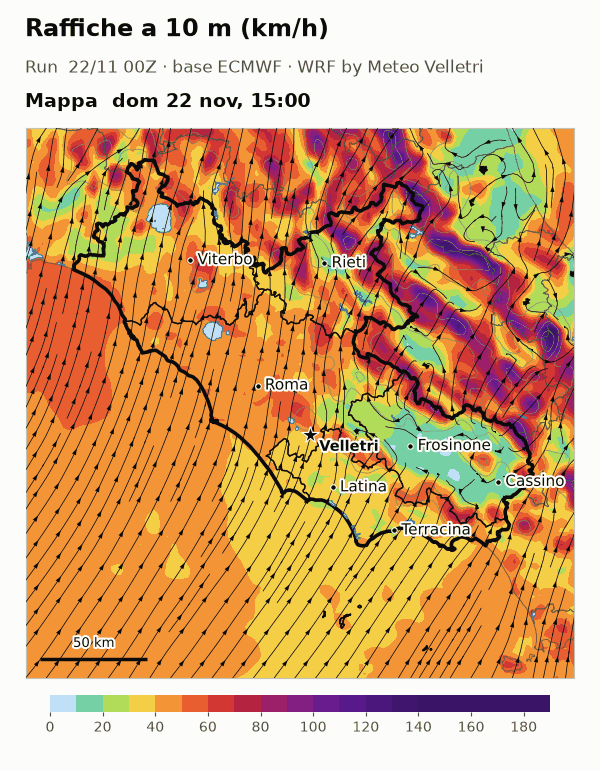 Raffiche a 10 m (km/h)
Run  22/11 00Z · base ECMWF · WRF by Meteo Velletri
Mappa  dom 22 nov, 15:00
Viterbo
Rieti
Roma
Velletri
Frosinone
Latina
Cassino
Terracina
50 km
0 20 40 60 80 100 120 140 160 180